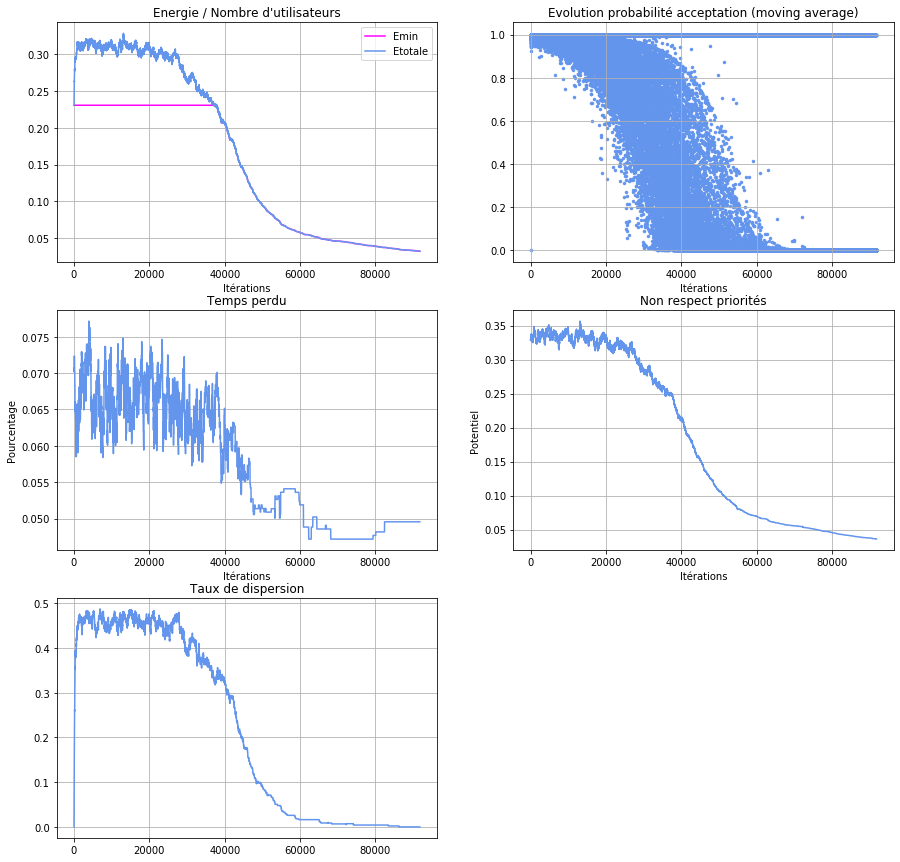 Energie / Nombre d'utilisateurs
0.30
0.25
0.20
0.15
0.10
0.05
Emin
Etotale
0 20000 40000 60000 80000
Itérations
Evolution probabilité acceptation (moving average)
1.0
0.8
0.6
0.4
0.2
0.0
0 20000 40000 60000 80000
Itérations
Temps perdu
Pourcentage
0.075
0.070
0.065
0.060
0.055
0.050
0 20000 40000 60000 80000
Itérations
Non respect priorités
Potentiel
0.35
0.30
0.25
0.20
0.15
0.10
0.05
0 20000 40000 60000 80000
Itérations
Taux de dispersion
0.5
0.4
0.3
0.2
0.1
0.0
0 20000 40000 60000 80000